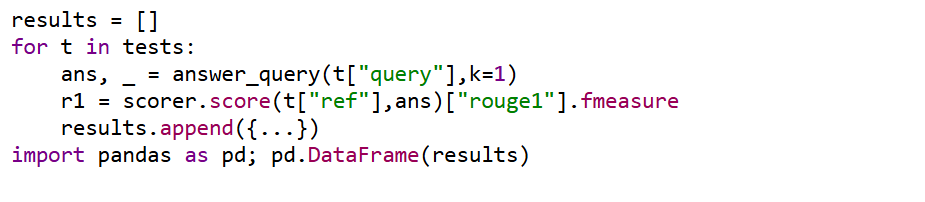 results = []
for t in tests:
    ans, _ = answer_query(t["query"],k=1)
    r1 = scorer.score(t["ref"],ans)["rouge1"].fmeasure
    results.append({...})
import pandas as pd; pd.DataFrame(results)